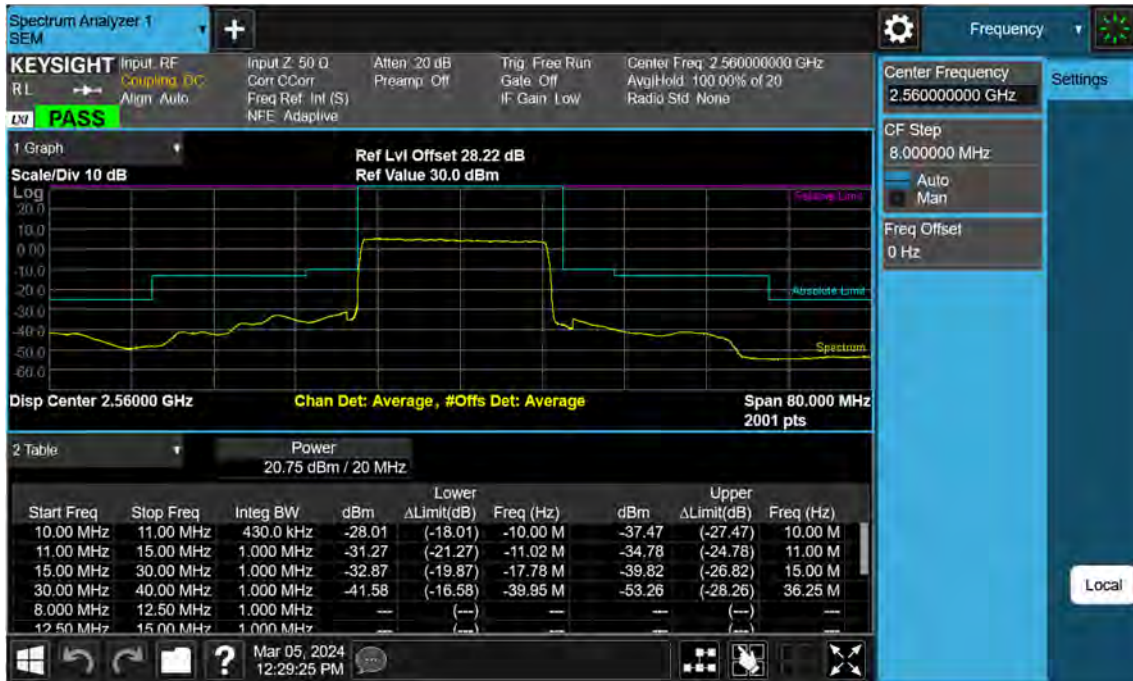 Spectrum Analyzer 1
SEM
Frequency
KEYSIGHT
RL
LXI
PASS
Input: RF
Coupling: DC
Align: Auto
Input Z: 50 Ω
Corr CCorr
Freq Ref: Int (S)
NFE: Adaptive
Atten: 20 dB
Preamp: Off
Trig: Free Run
Gate: Off
IF Gain: Low
Center Freq: 2.560000000 GHz
Avg|Hold: 100.00% of 20
Radio Std: None
Center Frequency
2.560000000 GHz
Settings
CF Step
8.000000 MHz
Auto
Man
Freq Offset
0 Hz
1 Graph
Scale/Div 10 dB
Ref Lvl Offset 28.22 dB
Ref Value 30.0 dBm
Log
20.0
10.0
0.00
-10.0
-20.0
-30.0
-40.0
-50.0
-60.0
Relative Limit
Absolute Limit
Spectrum
Disp Center 2.56000 GHz
Chan Det: Average, #Offs Det: Average
Span 80.000 MHz
2001 pts
2 Table
Power
20.75 dBm / 20 MHz
Lower Upper
Start Freq Stop Freq Integ BW dBm ΔLimit(dB) Freq (Hz) dBm ΔLimit(dB) Freq (Hz)
10.00 MHz 11.00 MHz 430.0 kHz -28.01 (-18.01) -10.00 M -37.47 (-27.47) 10.00 M
11.00 MHz 15.00 MHz 1.000 MHz -31.27 (-21.27) -11.02 M -34.78 (-24.78) 11.00 M
15.00 MHz 30.00 MHz 1.000 MHz -32.87 (-19.87) -17.78 M -39.82 (-26.82) 15.00 M
30.00 MHz 40.00 MHz 1.000 MHz -41.58 (-16.58) -39.95 M -53.26 (-28.26) 36.25 M
8.000 MHz 12.50 MHz 1.000 MHz --- (---) --- --- (---) ---
12.50 MHz 15.00 MHz 1.000 MHz --- (---) --- --- (---) ---
Local
?
Mar 05, 2024
12:29:25 PM